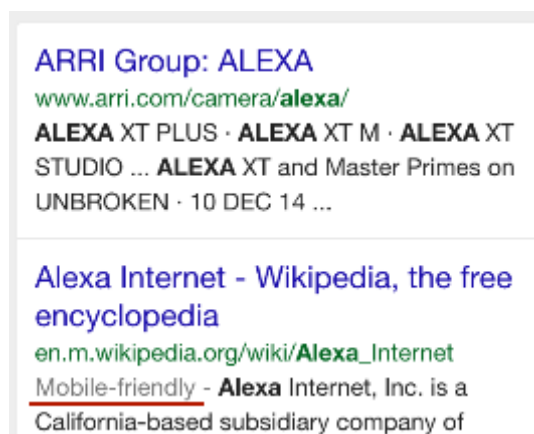 ARRI Group: ALEXA
www.arri.com/camera/alexa/
ALEXA XT PLUS · ALEXA XT M · ALEXA XT
STUDIO ... ALEXA XT and Master Primes on
UNBROKEN · 10 DEC 14 ...
Alexa Internet - Wikipedia, the free
encyclopedia
en.m.wikipedia.org/wiki/Alexa_Internet
Mobile-friendly - Alexa Internet, Inc. is a
California-based subsidiary company of